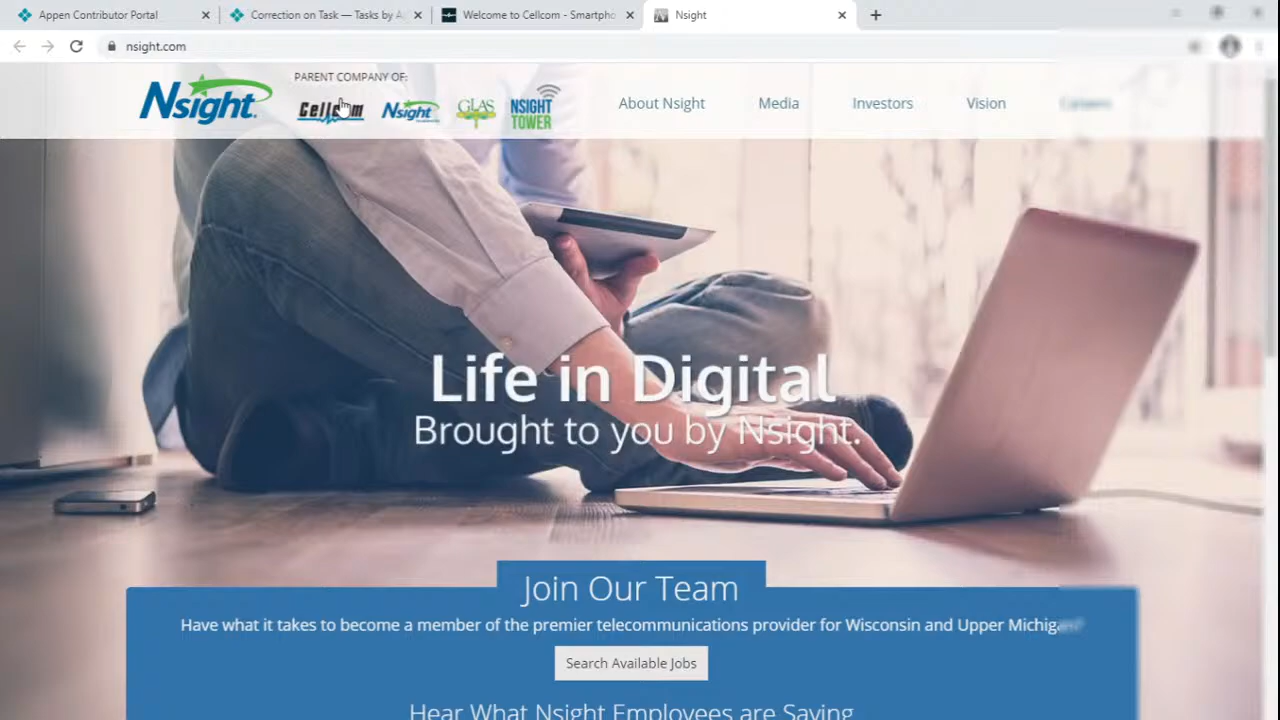 Appen Contributor Portal
Correction on Task — Tasks by A
Welcome to Cellcom - Smartpho
Nsight
nsight.com
Nsight.
PARENT COMPANY OF:
Cellcom
Nsight
GLAS
NSIGHT
TOWER
About Nsight
Media
Investors
Vision
Careers
Life in Digital
Brought to you by Nsight.
Join Our Team
Have what it takes to become a member of the premier telecommunications provider for Wisconsin and Upper Michigan?
Search Available Jobs
Hear What Nsight Employees are Saying